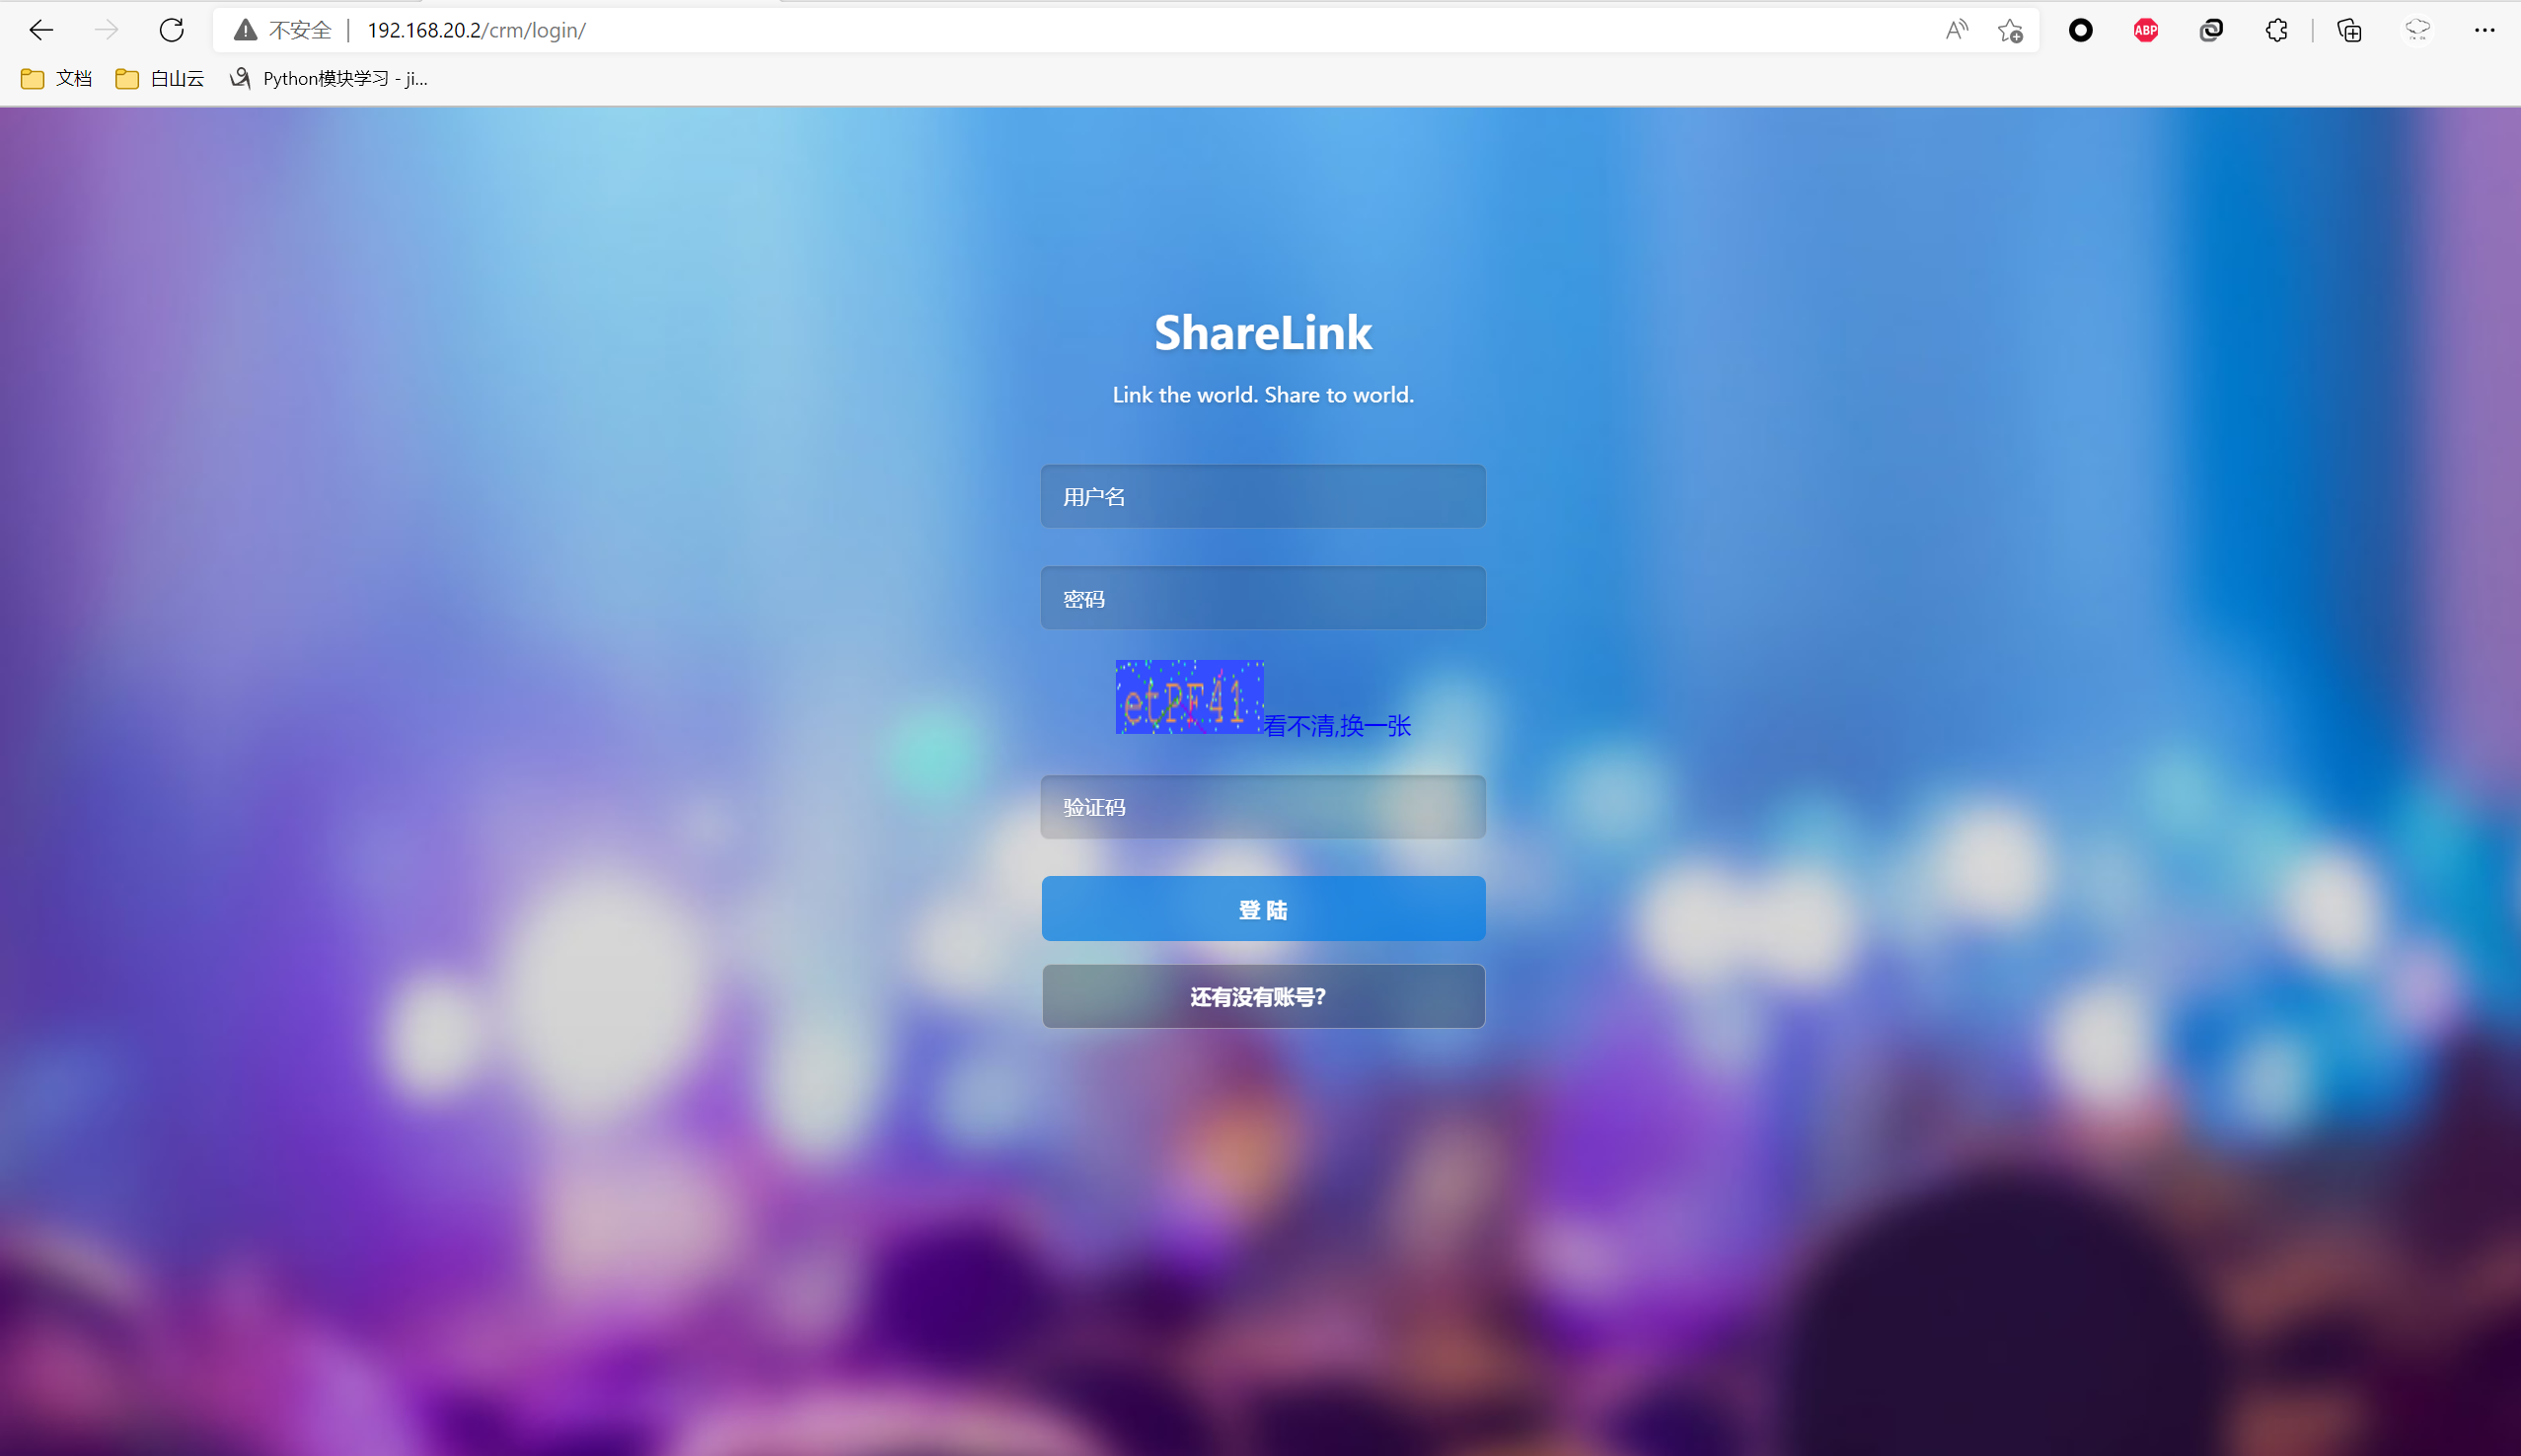 不安全 | 192.168.20.2/crm/login/
ABP
文档 白山云 Python模块学习 - ji...
ShareLink
Link the world. Share to world.
用户名
密码
etPF41 看不清,换一张
验证码
登 陆
还有没有账号?